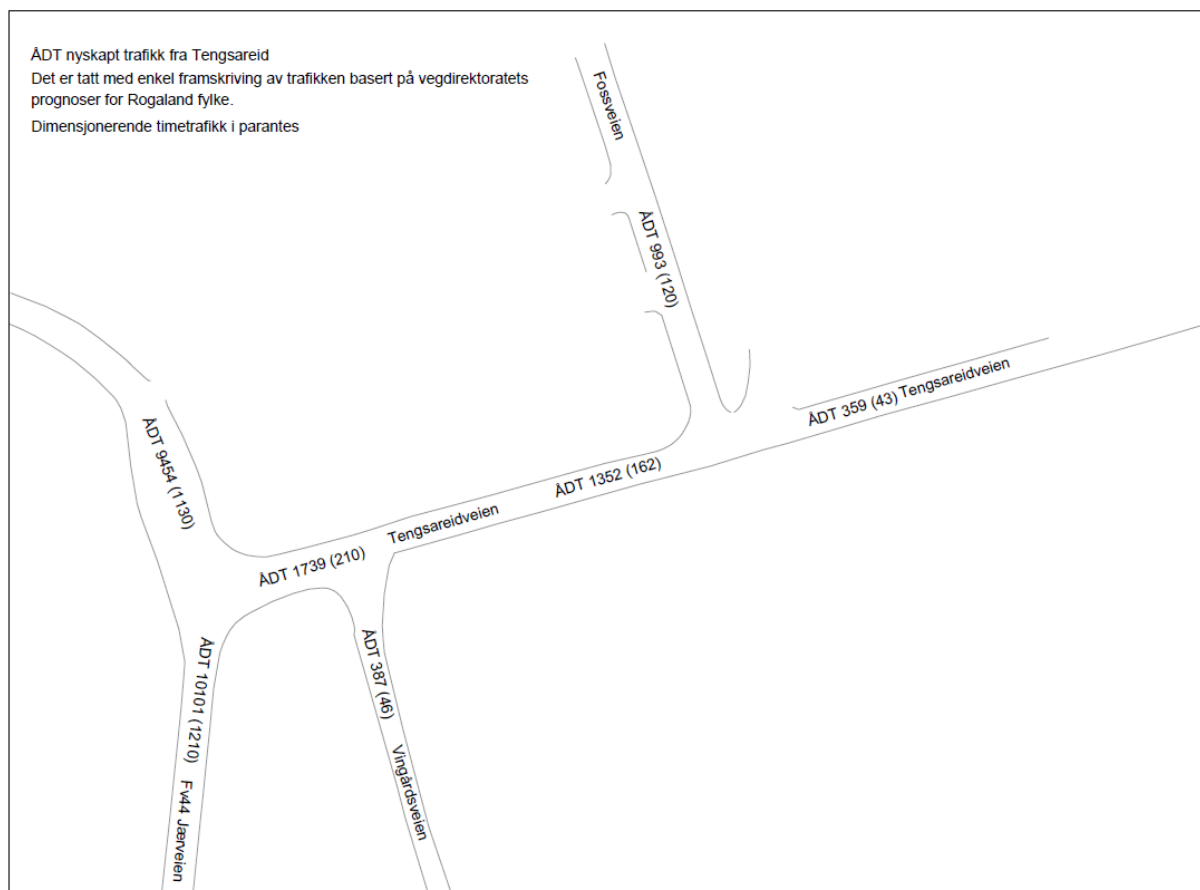 ÅDT nyskapt trafikk fra Tengsareid
Det er tatt med enkel framskriving av trafikken basert på vegdirektoratets
prognoser for Rogaland fylke.
Dimensjonerende timetrafikk i parantes
Fossveien
ÅDT 993 (120)
ÅDT 359 (43) Tengsareidveien
ÅDT 1352 (162)
Tengsareidveien
ÅDT 9454 (1130)
ÅDT 1739 (210)
ÅDT 10101 (1210)
Fv44 Jærveien
ÅDT 387 (46)
Vingårdsveien